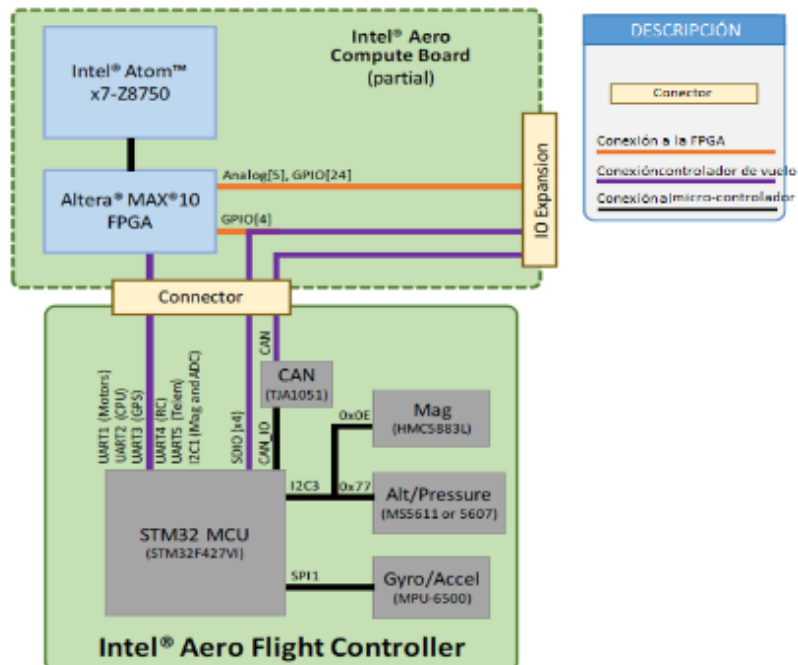 Intel® Aero
Compute Board
(partial)
Intel® Atom™
x7-Z8750
Altera® MAX®10
FPGA
Analog[5], GPIO[24]
GPIO[4]
IO Expansion
Connector
DESCRIPCIÓN
Conector
Conexión a la FPGA
Conexióncontrolador de vuelo
Conexiónalmicro-controlador
UART1 (Motors)
UART2 (CPU)
UART3 (GPS)
UART4 (RC)
UART5 (Telem)
I2C1 (Mag andADC)
SDIO [x4]
CAN
CAN_IO
CAN
(TJA1051)
0x0E
Mag
(HMC5883L)
I2C3
0x77
Alt/Pressure
(MS5611 or 5607)
STM32 MCU
(STM32F427VI)
SPI1
Gyro/Accel
(MPU-6500)
Intel® Aero Flight Controller